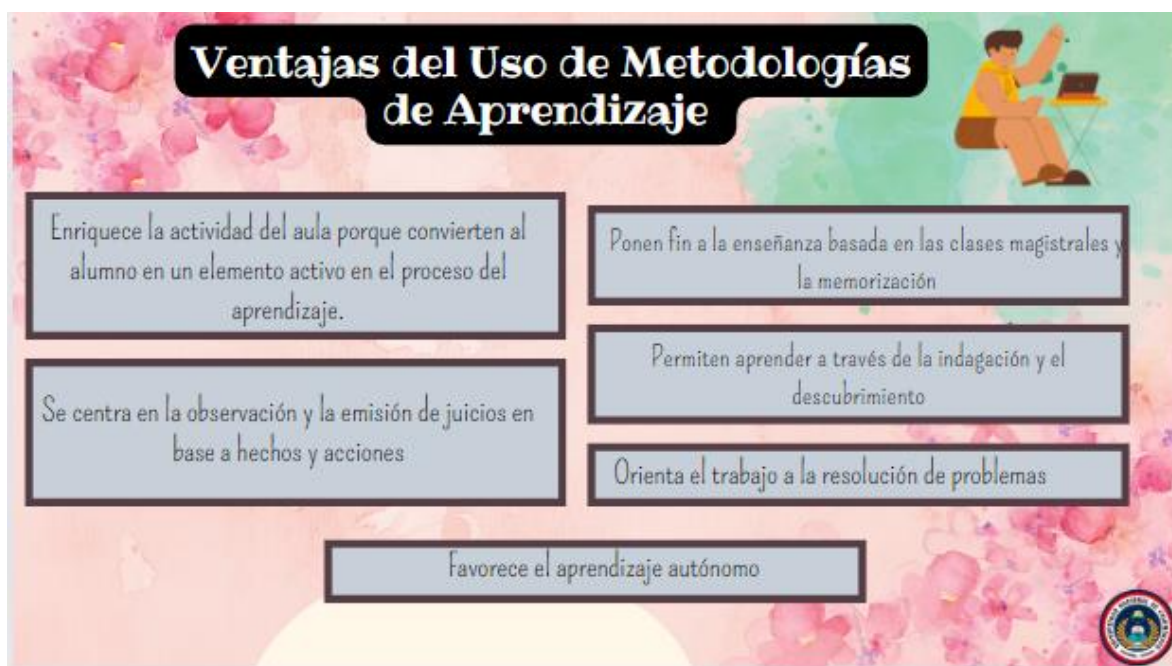 Ventajas del Uso de Metodologías
de Aprendizaje
Enriquece la actividad del aula porque convierten al
alumno en un elemento activo en el proceso del
aprendizaje.
Se centra en la observación y la emisión de juicios en
base a hechos y acciones
Ponen fin a la enseñanza basada en las clases magistrales y
la memorización
Permiten aprender a través de la indagación y el
descubrimiento
Orienta el trabajo a la resolución de problemas
Favorece el aprendizaje autónomo